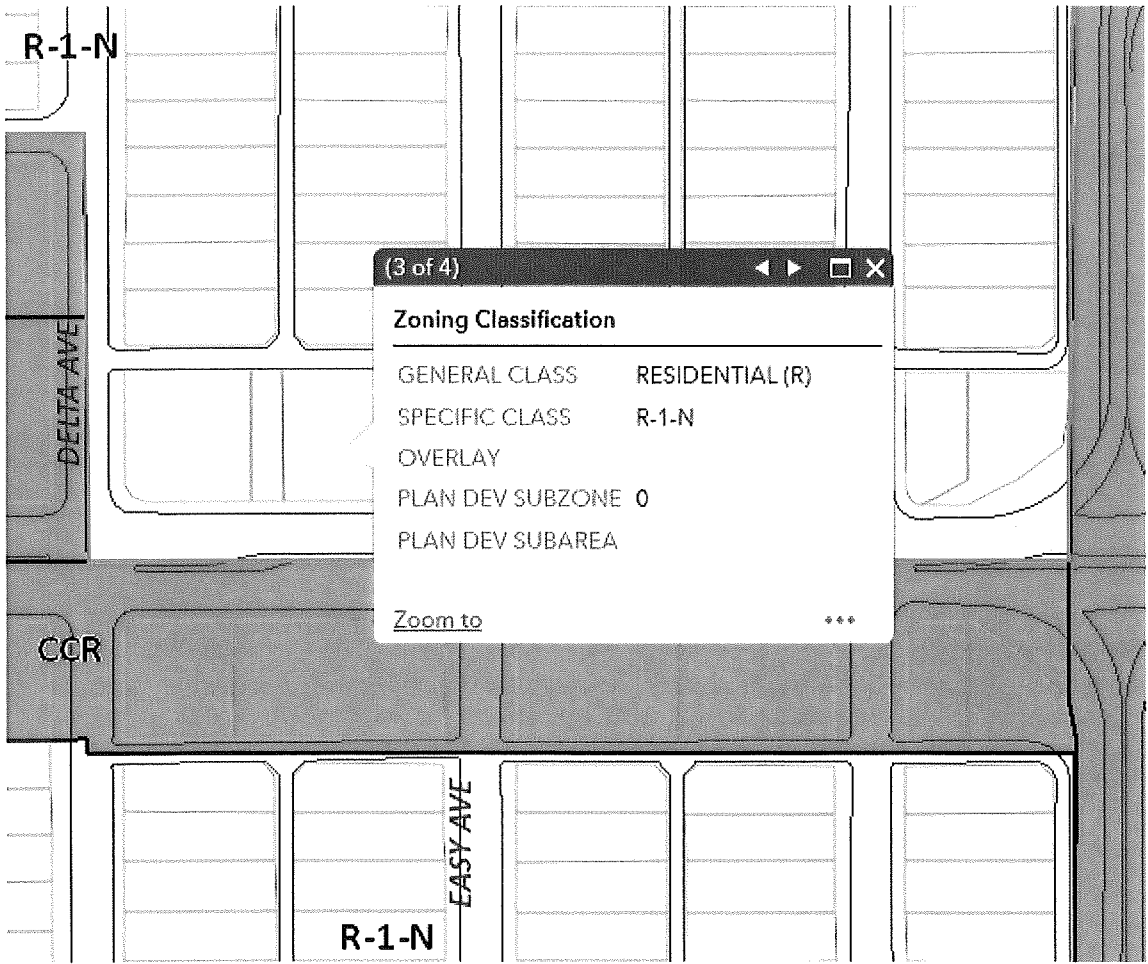 R-1-N
(3 of 4)
Zoning Classification
GENERAL CLASS RESIDENTIAL (R)
SPECIFIC CLASS R-1-N
OVERLAY
PLAN DEV SUBZONE 0
PLAN DEV SUBAREA
Zoom to
DELTA AVE
CCR
EASY AVE
R-1-N